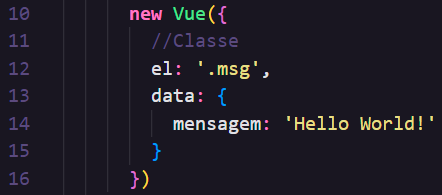 10 new Vue({
11 //Classe
12 el: '.msg',
13 data: {
14 mensagem: 'Hello World!'
15 }
16 })